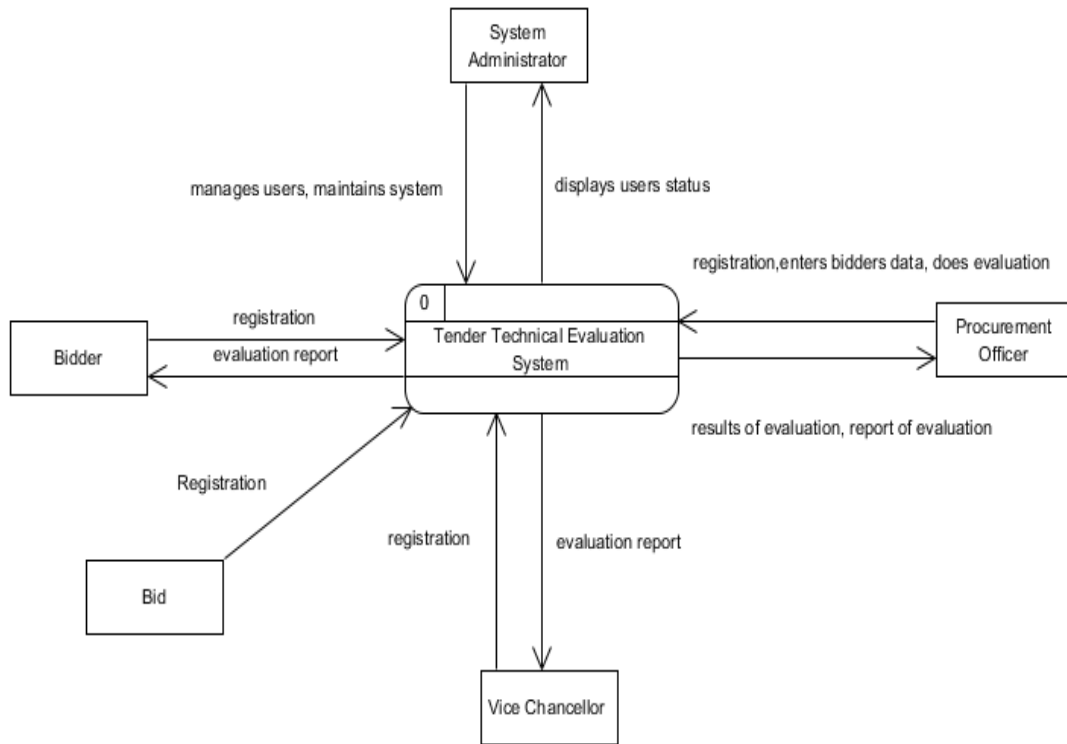 System
Administrator
manages users, maintains system
displays users status
registration,enters bidders data, does evaluation
0
registration
Tender Technical Evaluation
System
Procurement
Officer
Bidder
evaluation report
results of evaluation, report of evaluation
Registration
registration
evaluation report
Bid
Vice Chancellor